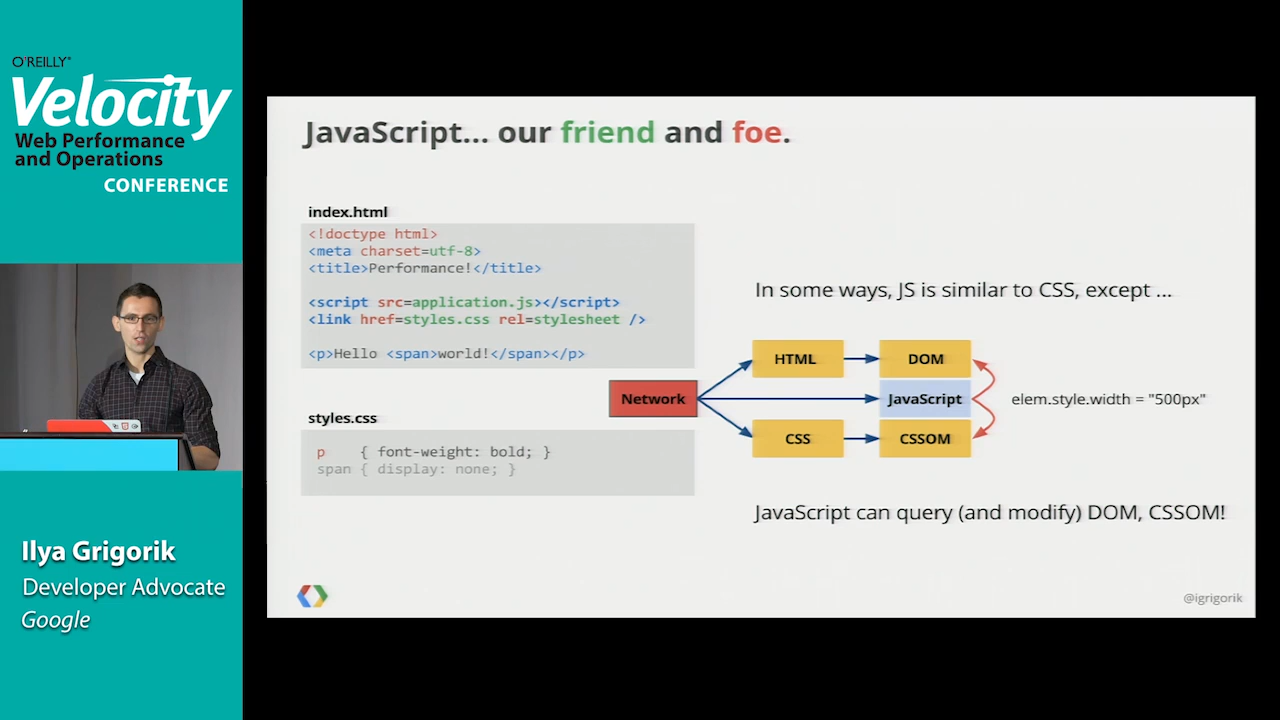 O'REILLY®
Velocity
Web Performance
and Operations
CONFERENCE
Ilya Grigorik
Developer Advocate
Google
JavaScript... our friend and foe.
index.html
<!doctype html>
<meta charset=utf-8>
<title>Performance!</title>
<script src=application.js></script>
<link href=styles.css rel=stylesheet />
<p>Hello <span>world!</span></p>
styles.css
p { font-weight: bold; }
span { display: none; }
In some ways, JS is similar to CSS, except ...
HTML
DOM
Network
JavaScript
elem.style.width = "500px"
CSS
CSSOM
JavaScript can query (and modify) DOM, CSSOM!
@igrigorik